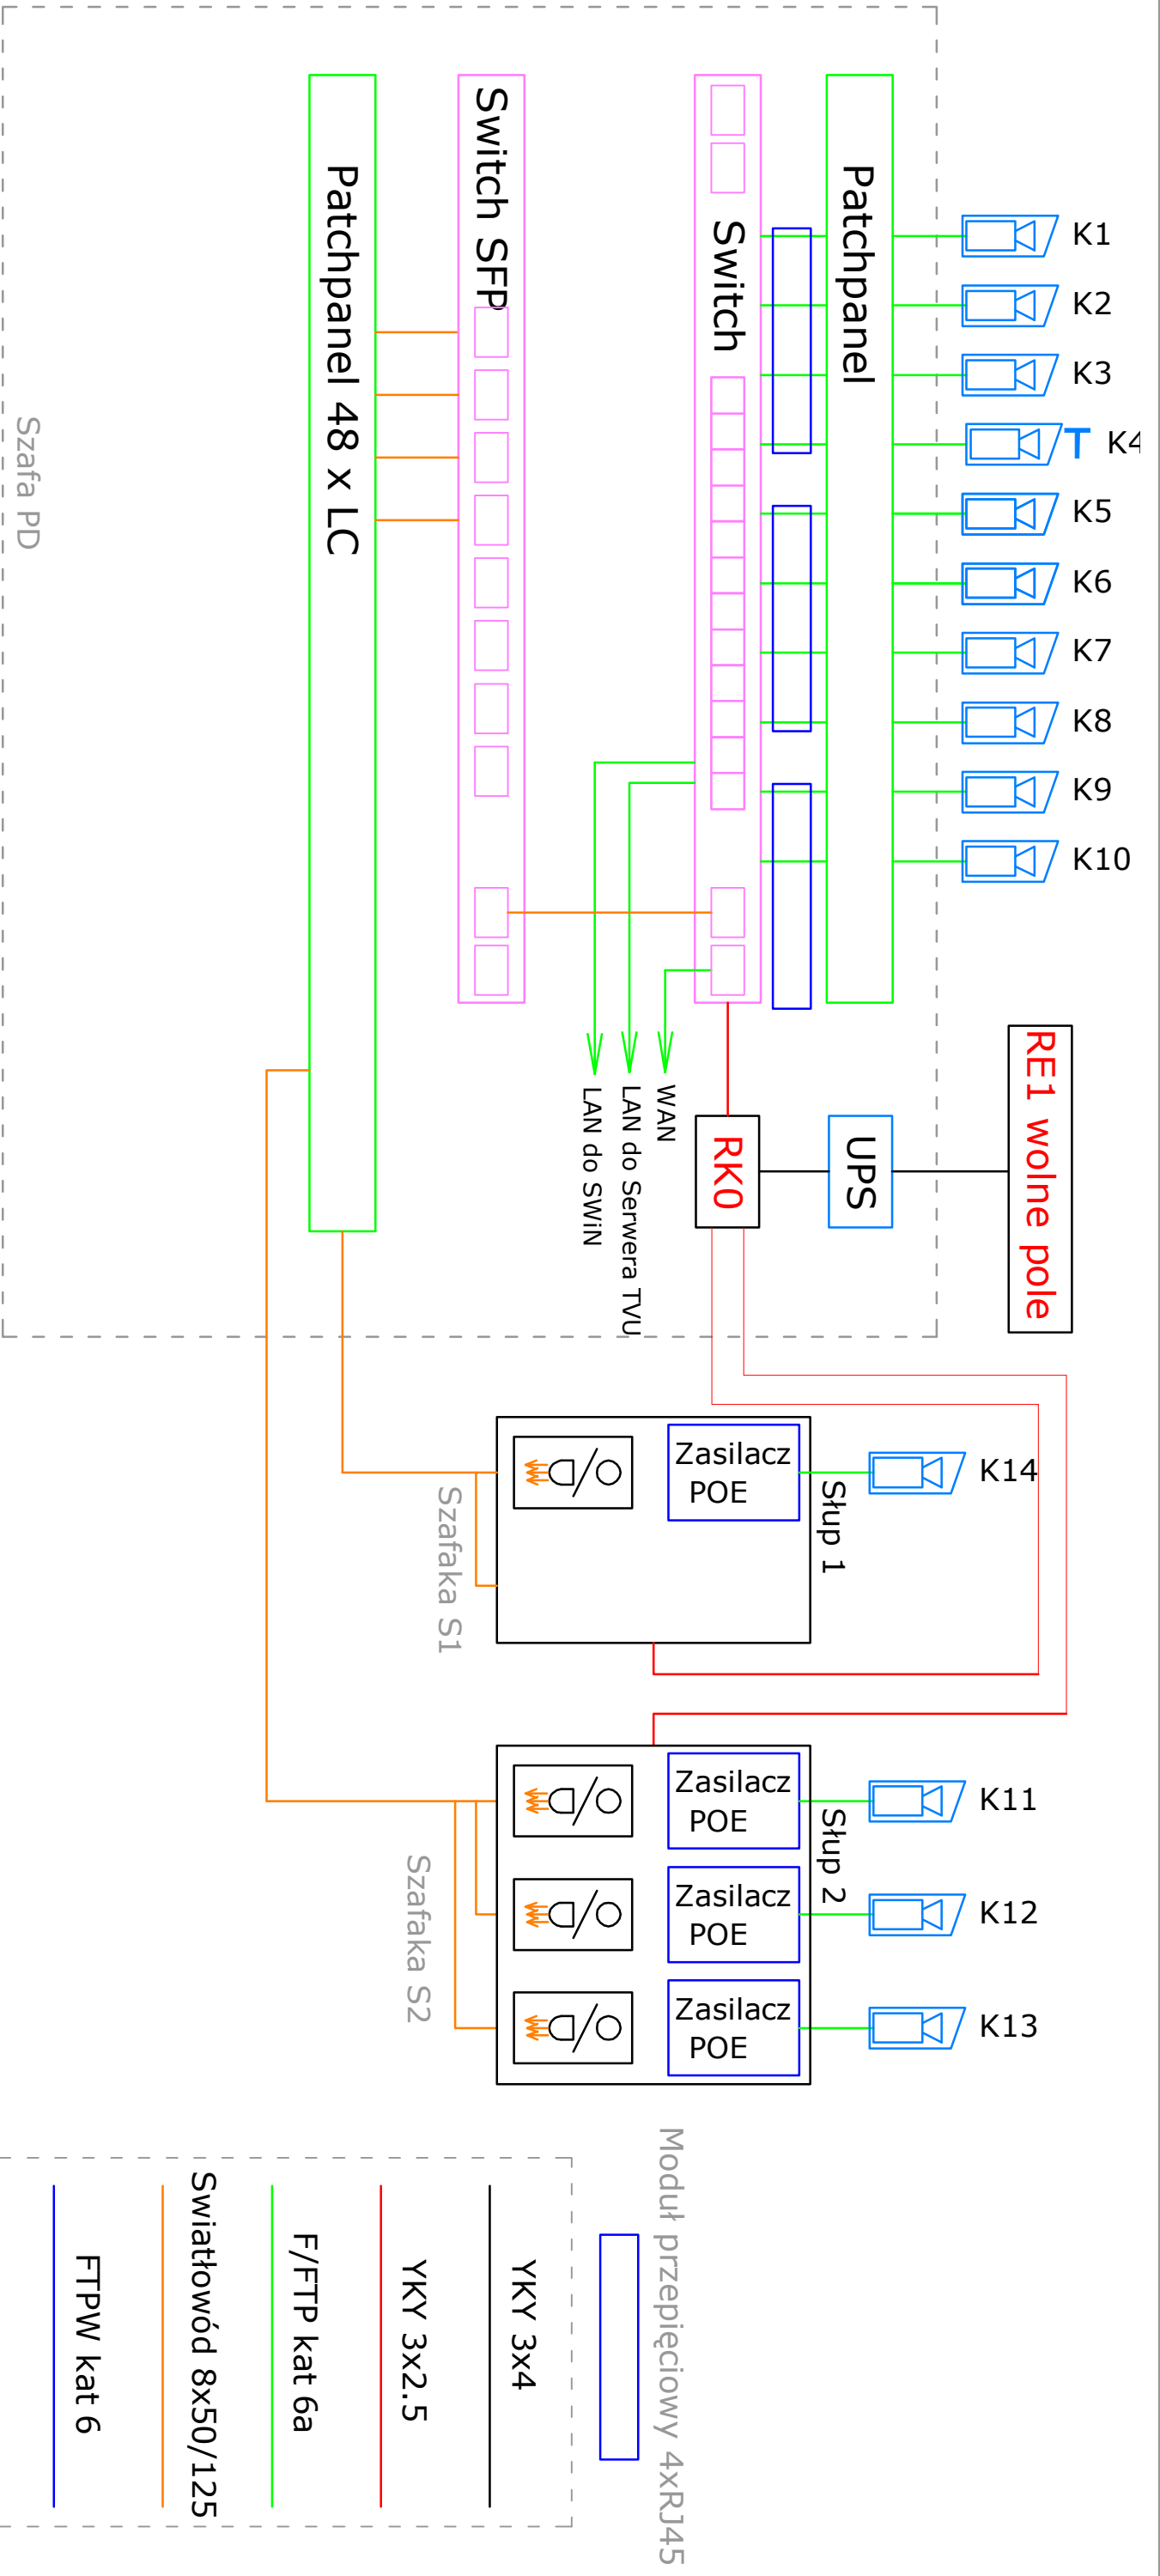 K1
K2
K3
K4
K5
K6
K7
K8
K9
K10
Patchpanel
Switch
Switch SFP
Patchpanel 48 x LC
Szafa PD
RE1 wolne pole
UPS
RK0
WAN
LAN do Serwera TVU
LAN do SWiN
K14
Słup 1
Zasilacz
POE
Szafaka S1
K11
K12
K13
Słup 2
Zasilacz
POE
Zasilacz
POE
Zasilacz
POE
Szafaka S2
Moduł przepięciowy 4xRJ45
YKY 3x4
YKY 3x2.5
F/FTP kat 6a
Swiatłowód 8x50/125
FTPW kat 6